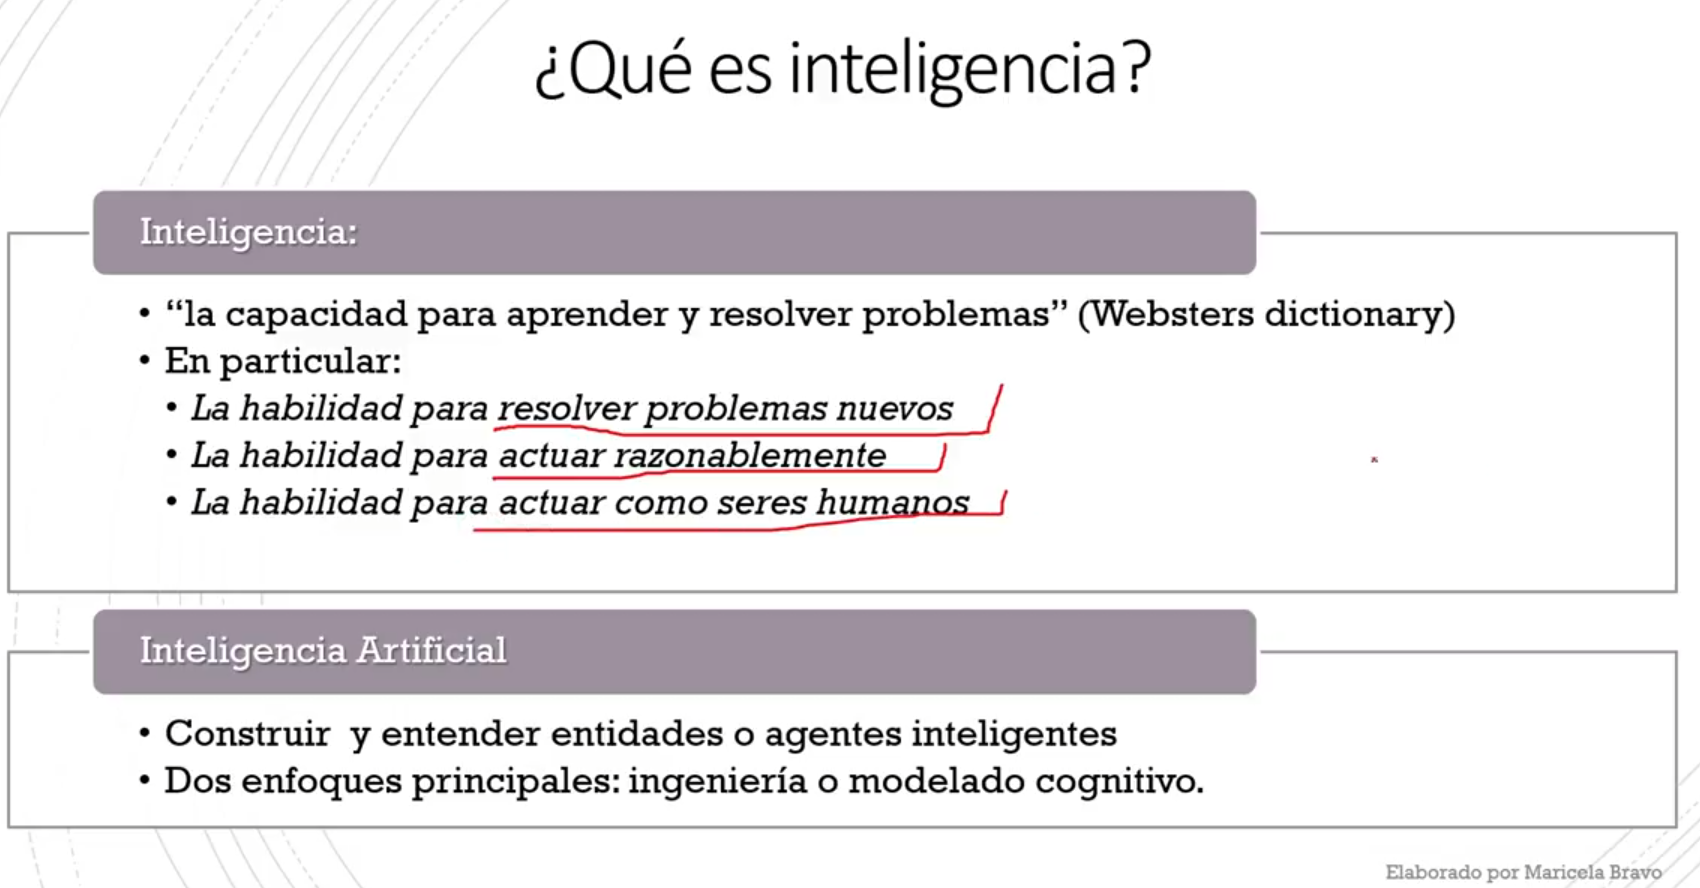 ¿Qué es inteligencia?
Inteligencia:
• “la capacidad para aprender y resolver problemas” (Websters dictionary)
• En particular:
• La habilidad para resolver problemas nuevos
• La habilidad para actuar razonablemente
• La habilidad para actuar como seres humanos
Inteligencia Artificial
• Construir  y entender entidades o agentes inteligentes
• Dos enfoques principales: ingeniería o modelado cognitivo.
Elaborado por Maricela Bravo